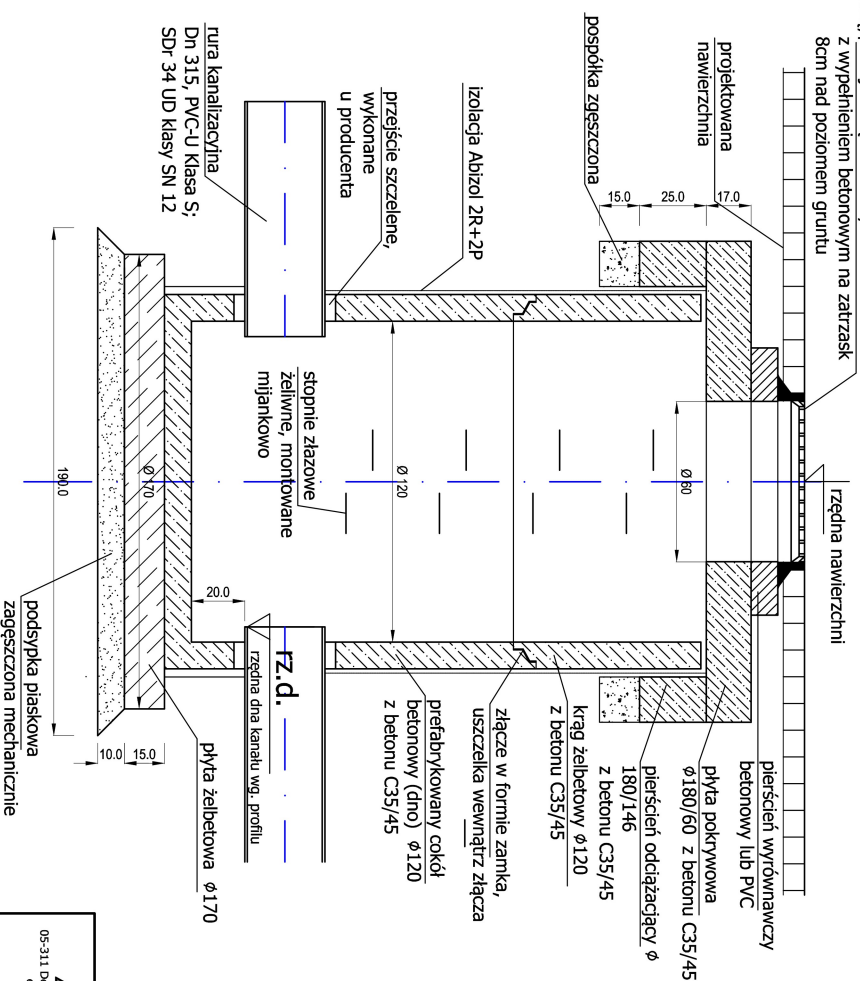 z wypełnieniem betonowym na zatrzask
8cm nad poziomem gruntu
projektowana
nawierzchnia
pospółka zgęszczona
izolacja Abizol 2R+2P
przejście szczelene,
wykonane
u producenta
rura kanalizacyjna
Dn 315, PVC-U Klasa S;
SDr 34 UD klasy SN 12
15.0
25.0
17.0
rzędna nawierzchni
Ø 60
Ø 120
stopnie złazowe
żeliwne, montowane
mijankowo
Ø 170
190.0
20.0
rz.d.
rzędna dna kanału wg. profilu
10.0
15.0
pierścień wyrównawczy
betonowy lub PVC
płyta pokrywowa
ϕ180/60 z betonu C35/45
pierścień odciążacjący ϕ
180/146
z betonu C35/45
krąg żelbetowy ϕ120
z betonu C35/45
złącze w formie zamka,
uszczelka wewnątrz złącza
prefabrykowany cokół
betonowy (dno) ϕ120
z betonu C35/45
płyta żelbetowa ϕ170
podsypka piaskowa
zagęszczona mechanicznie
05-311